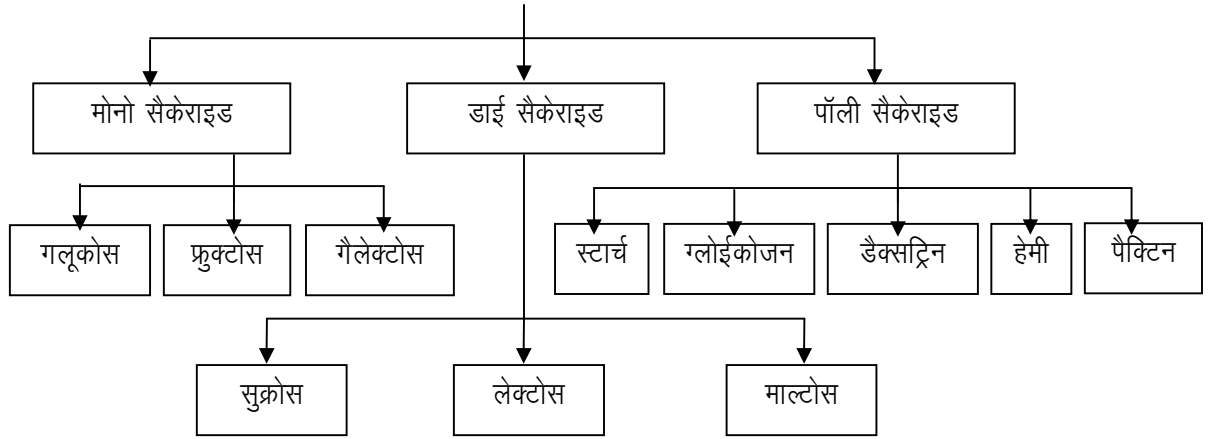 मोनो सैकेराइड
डाई सैकेराइड
पॉली सैकेराइड
गलूकोस
फ्रुक्टोस
गैलेक्टोस
स्टार्च
ग्लोईकोजन
डैक्सट्रिन
हेमी
पैक्टिन
सुक्रोस
लेक्टोस
माल्टोस